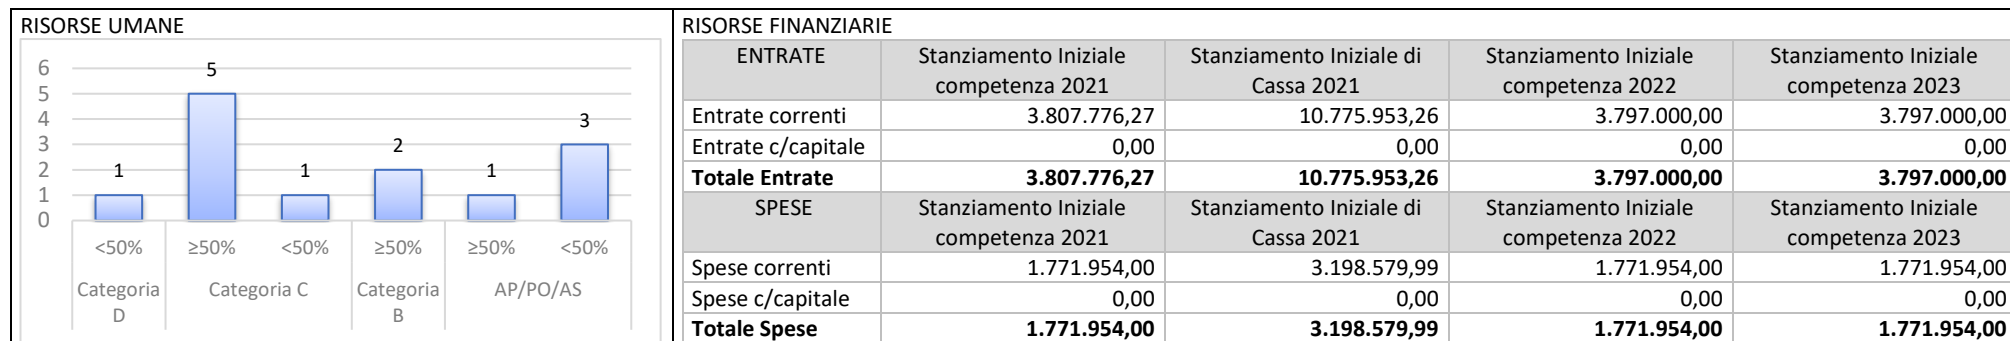 RISORSE UMANE
6
5
4
3
2
1
0
1
5
1
2
1
3
<50%
≥50%
<50%
≥50%
≥50%
<50%
Categoria
D
Categoria C
Categoria
B
AP/PO/AS
RISORSE FINANZIARIE
ENTRATE Stanziamento Iniziale Stanziamento Iniziale di Stanziamento Iniziale Stanziamento Iniziale
competenza 2021 Cassa 2021 competenza 2022 competenza 2023
Entrate correnti 3.807.776,27 10.775.953,26 3.797.000,00 3.797.000,00
Entrate c/capitale 0,00 0,00 0,00 0,00
Totale Entrate 3.807.776,27 10.775.953,26 3.797.000,00 3.797.000,00
SPESE Stanziamento Iniziale Stanziamento Iniziale di Stanziamento Iniziale Stanziamento Iniziale
competenza 2021 Cassa 2021 competenza 2022 competenza 2023
Spese correnti 1.771.954,00 3.198.579,99 1.771.954,00 1.771.954,00
Spese c/capitale 0,00 0,00 0,00 0,00
Totale Spese 1.771.954,00 3.198.579,99 1.771.954,00 1.771.954,00